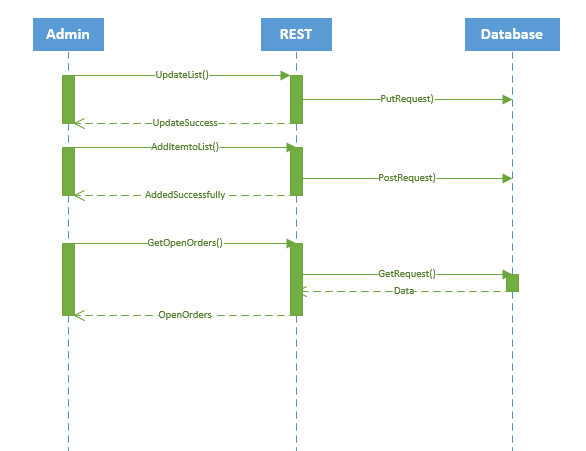 Admin
REST
Database
UpdateList()
PutRequest)
UpdateSuccess
AddItemtoList()
PostRequest)
AddedSuccessfully
GetOpenOrders()
GetRequest()
Data
OpenOrders